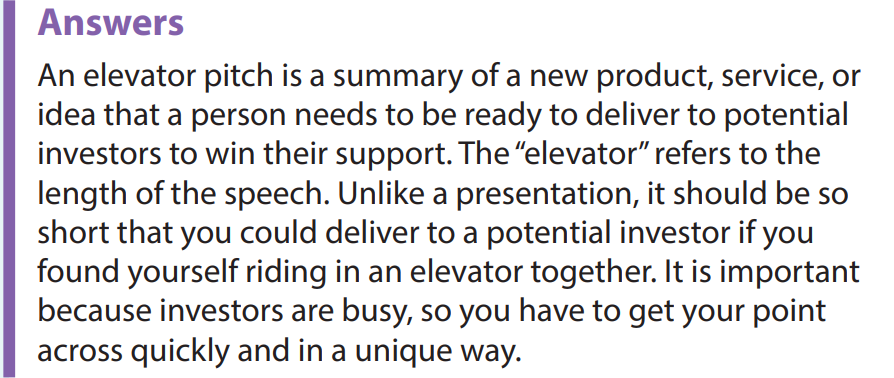 Answers
An elevator pitch is a summary of a new product, service, or
idea that a person needs to be ready to deliver to potential
investors to win their support. The “elevator” refers to the
length of the speech. Unlike a presentation, it should be so
short that you could deliver to a potential investor if you
found yourself riding in an elevator together. It is important
because investors are busy, so you have to get your point
across quickly and in a unique way.